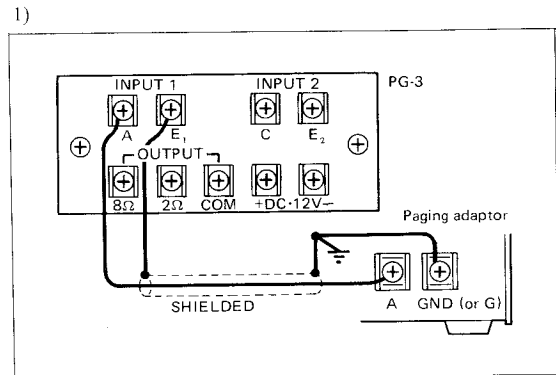 1)
INPUT 1 INPUT 2 PG-3
A E₁ C E₂
OUTPUT
8Ω 2Ω COM +DC·12V−
Paging adaptor
A GND (or G)
SHIELDED